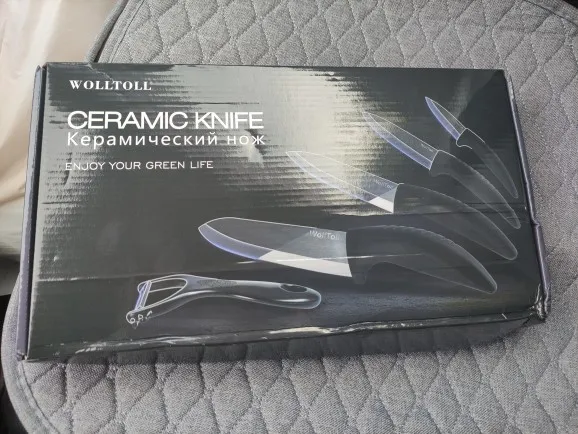 WOLLTOLL
CERAMIC KNIFE
Керамический нож
ENJOY YOUR GREEN LIFE